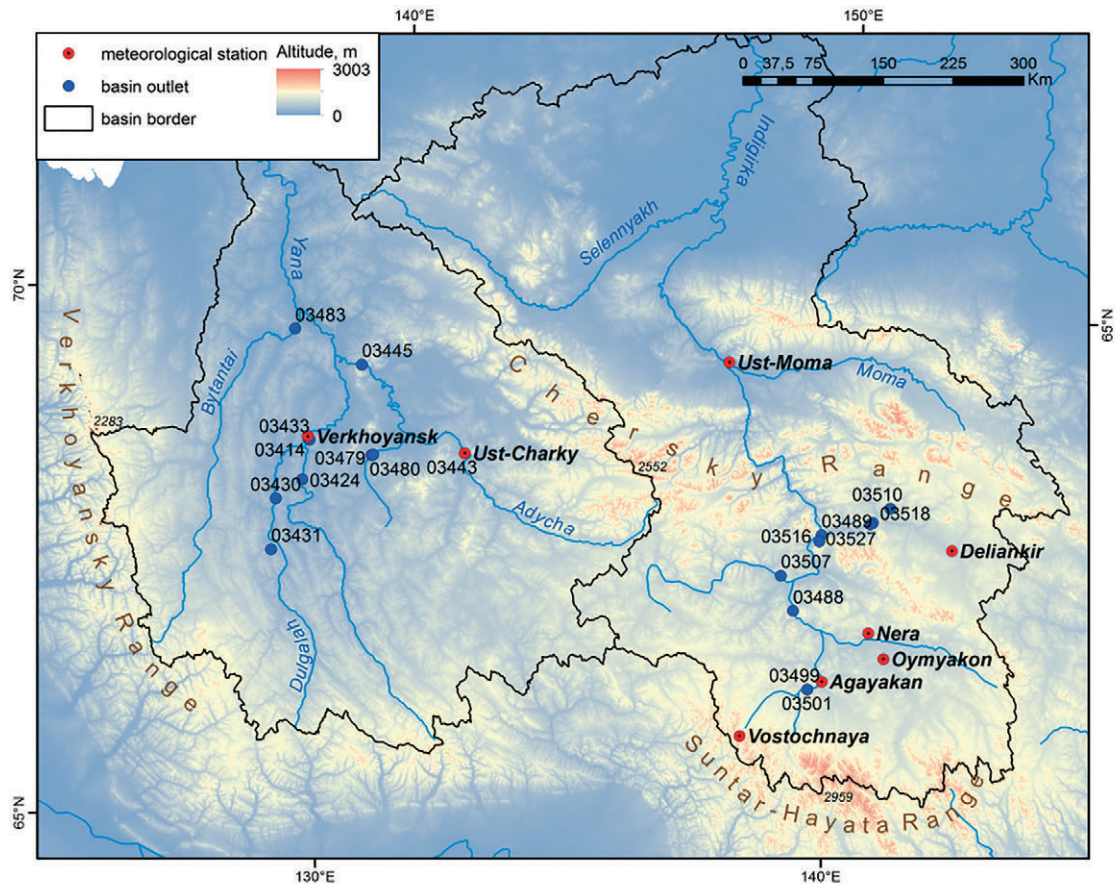 140°E
150°E
meteorological station
basin outlet
basin border
Altitude, m
3003
0
0 37,5 75 150 225 300
Km
Indigirka
Selennyakh
Yana
70°N
65°N
03483
03445
Bytantai
Verkhoyansky Range
Chersky Range
Ust-Moma
Moma
2283
03433
Verkhoyansk
03414
03479
03480
03443
Ust-Charky
2552
03424
03430
03431
Adycha
03510
03518
03489
03516
03527
Deliankir
03507
03488
Nera
Oymyakon
Dulgalah
03499
Agayakan
03501
Vostochnaya
Suntar-Hayata Range
2959
65°N
130°E
140°E